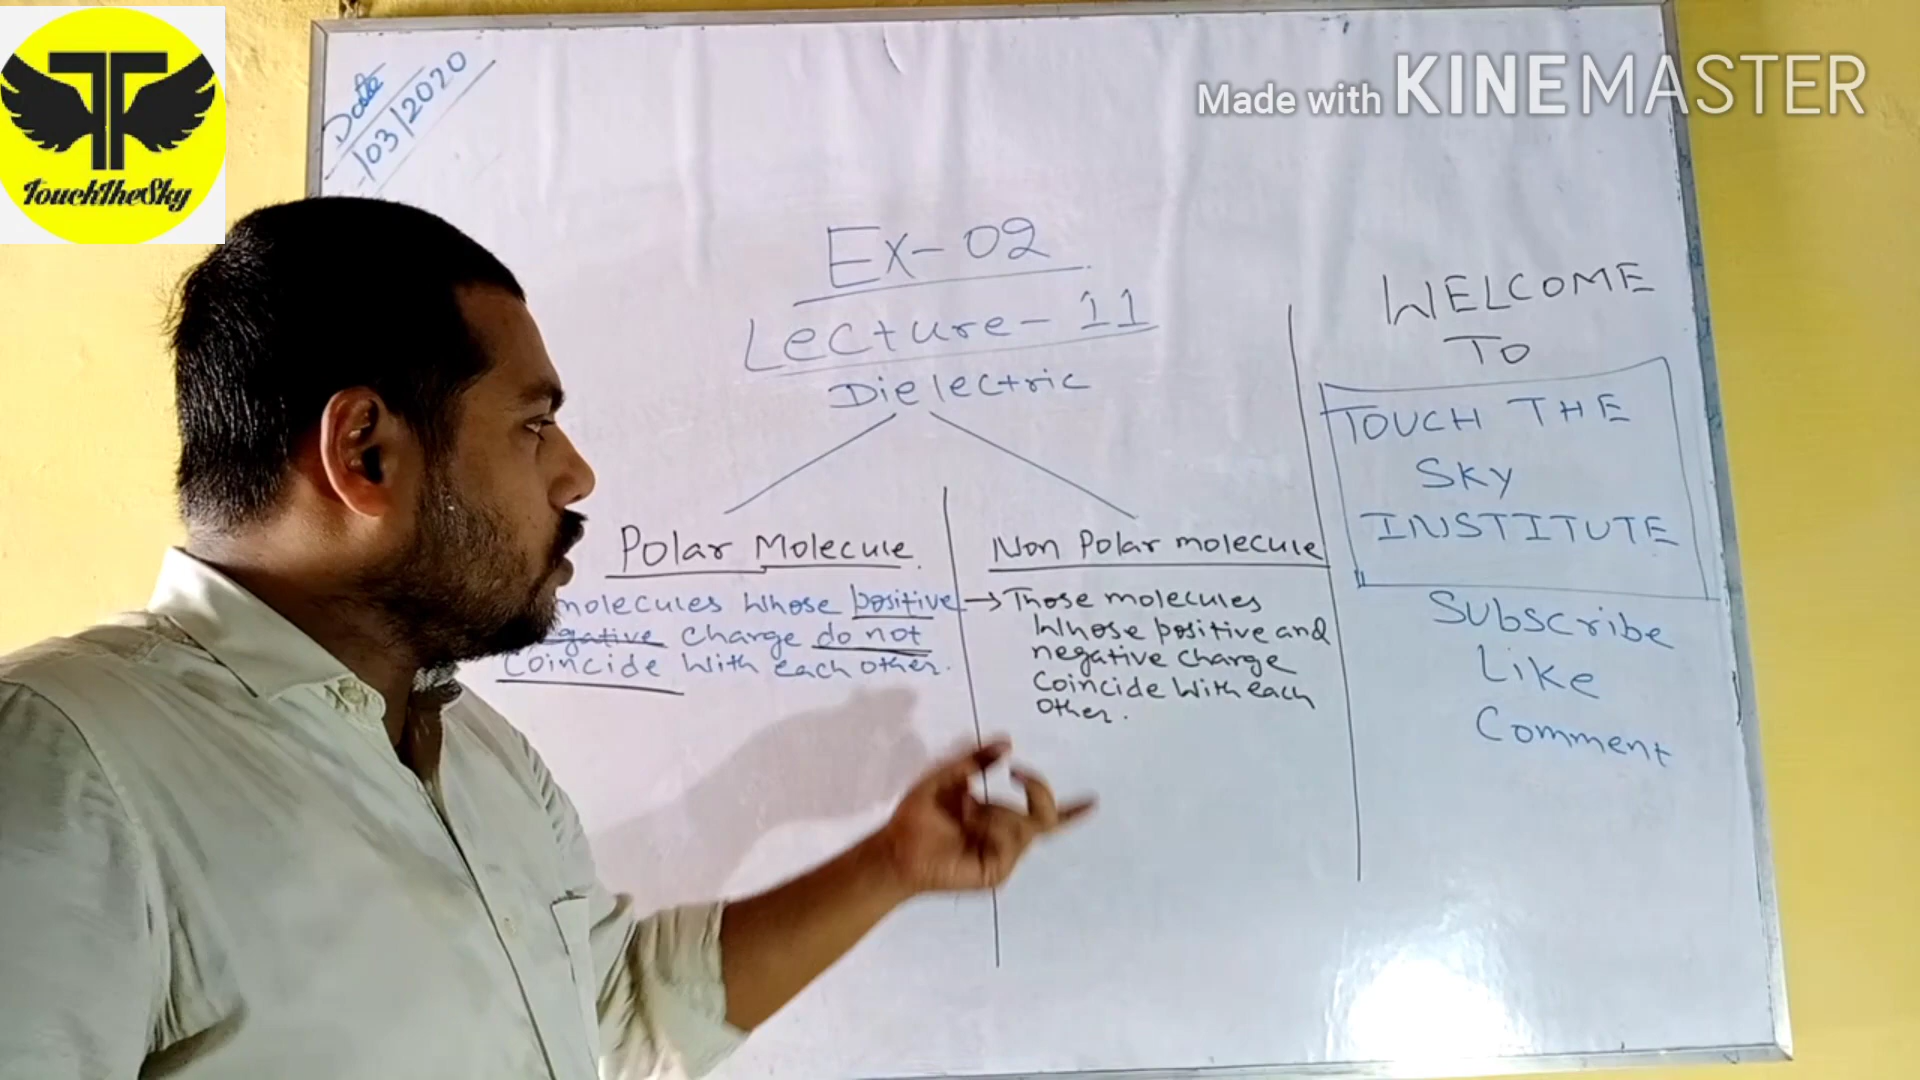 TouchTheSky
Made with KINEMASTER
Date
/03/2020
Ex-02
Lecture-11
Dielectric
Polar Molecule
molecules whose positive
negative charge do not
coincide with each other.
Non Polar molecule
→ Those molecules
whose positive and
negative charge
coincide with each
other.
WELCOME
TO
TOUCH THE
SKY
INSTITUTE
Subscribe
Like
Comment